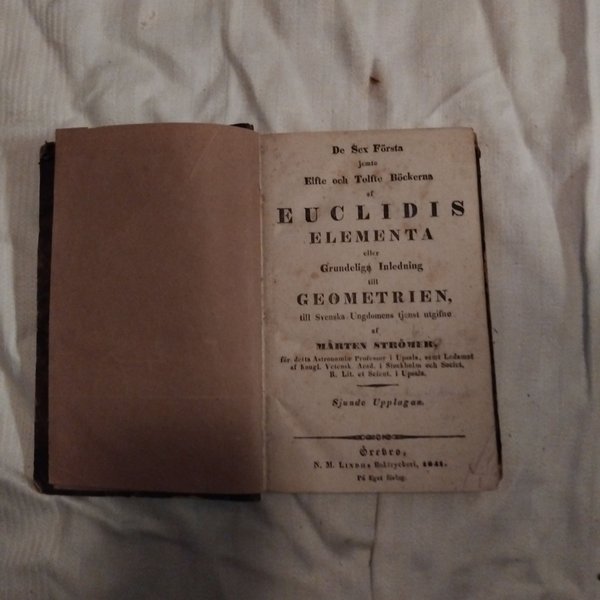 De Sex Första
jemte
Elfte och Tolfte Böckerna
af
EUCLIDIS
ELEMENTA
eller
Grundelige Inledning
till
GEOMETRIEN,
till Svenska Ungdomens tjenst utgifne
af
MÅRTEN STRÖMER,
för detta Astronomiæ Professor i Upsala, samt Ledamot
af Kongl. Vetensk. Acad. i Stockholm och Societ.
R. Lit. et Scient. i Upsala.
Sjunde Upplagan.
Örebro,
N. M. LINDHS Boktryckeri, 1841.
På Eget förlag.